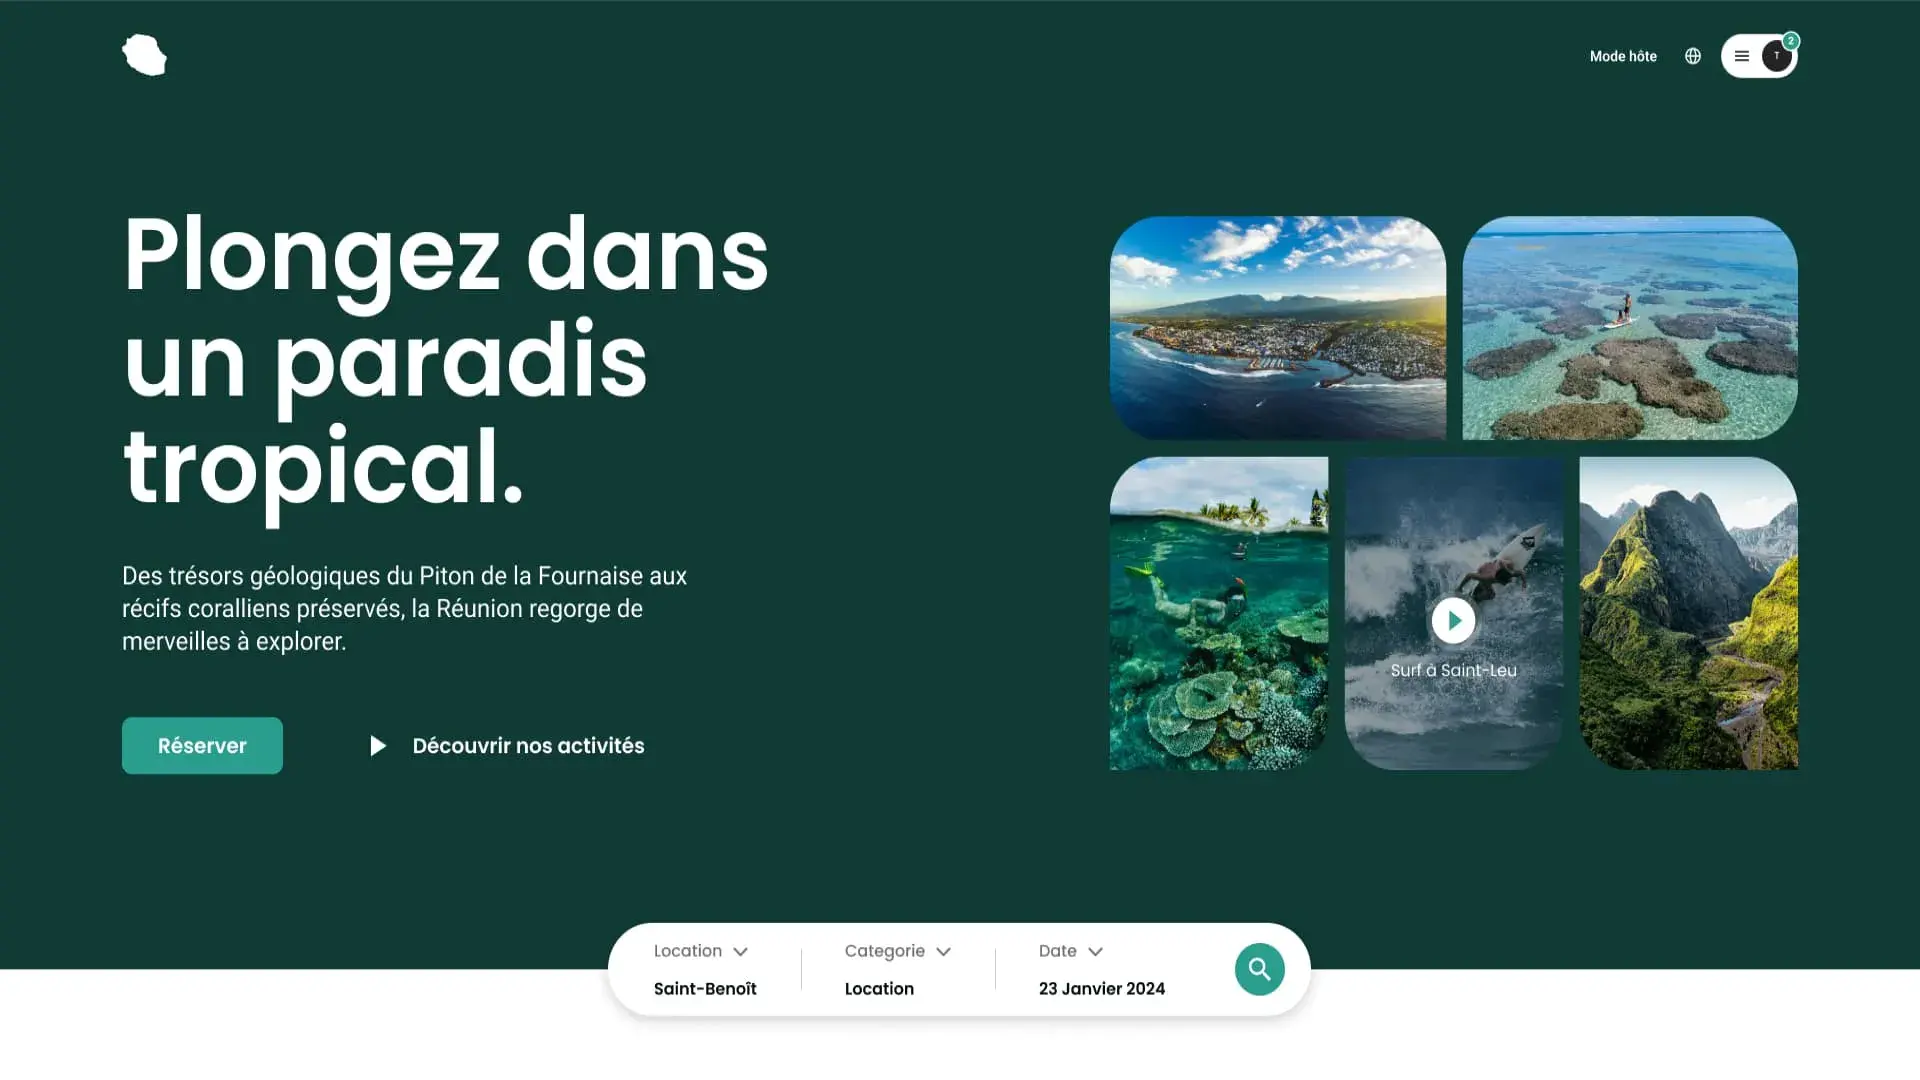 Mode hôte
2
T
Plongez dans
un paradis
tropical.
Des trésors géologiques du Piton de la Fournaise aux
récifs coralliens préservés, la Réunion regorge de
merveilles à explorer.
Réserver
Découvrir nos activités
Surf à Saint-Leu
Location
Saint-Benoît
Categorie
Location
Date
23 Janvier 2024